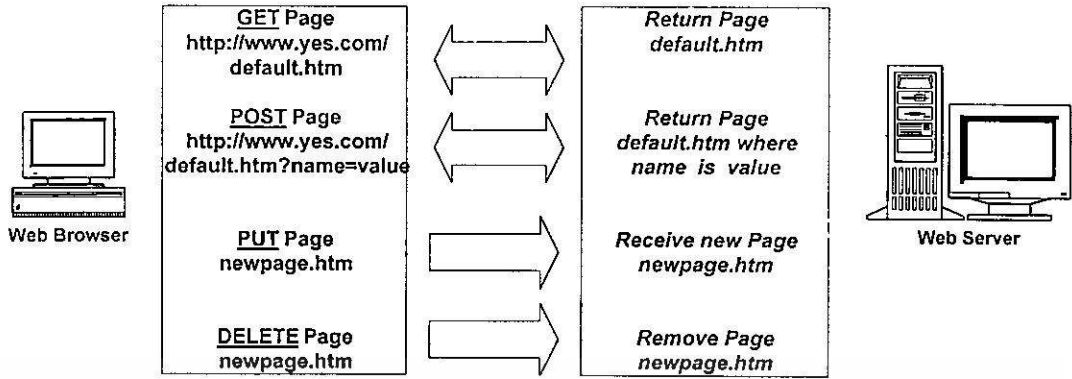 GET Page
http://www.yes.com/
default.htm
Return Page
default.htm
POST Page
http://www.yes.com/
default.htm?name=value
Return Page
default.htm where
name is value
Web Browser
PUT Page
newpage.htm
Receive new Page
newpage.htm
Web Server
DELETE Page
newpage.htm
Remove Page
newpage.htm